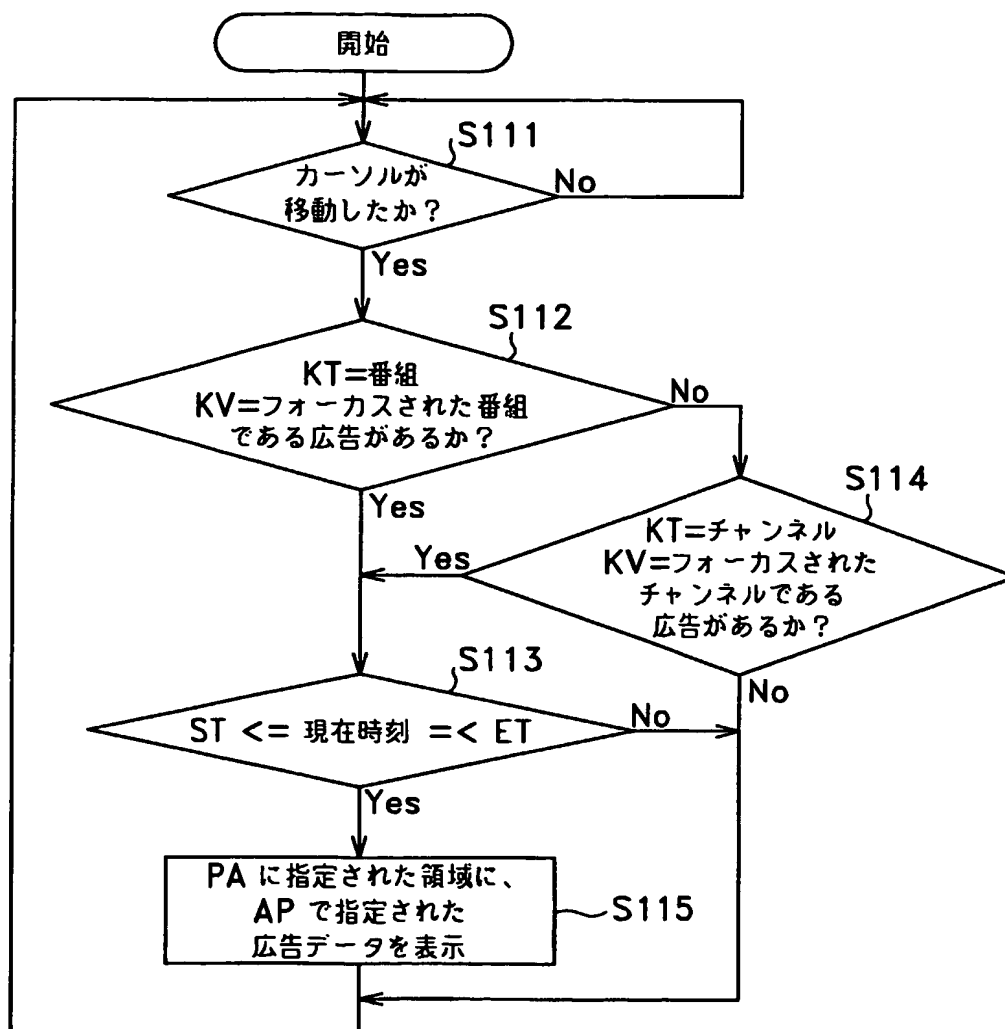 開始
S111
カーソルが
移動したか?
No
Yes
S112
KT=番組
KV=フォーカスされた番組
である広告があるか?
No
Yes
S114
KT=チャンネル
KV=フォーカスされた
チャンネルである
広告があるか?
Yes
No
S113
ST <= 現在時刻 =< ET
No
Yes
PA に指定された領域に、
AP で指定された
広告データを表示
S115